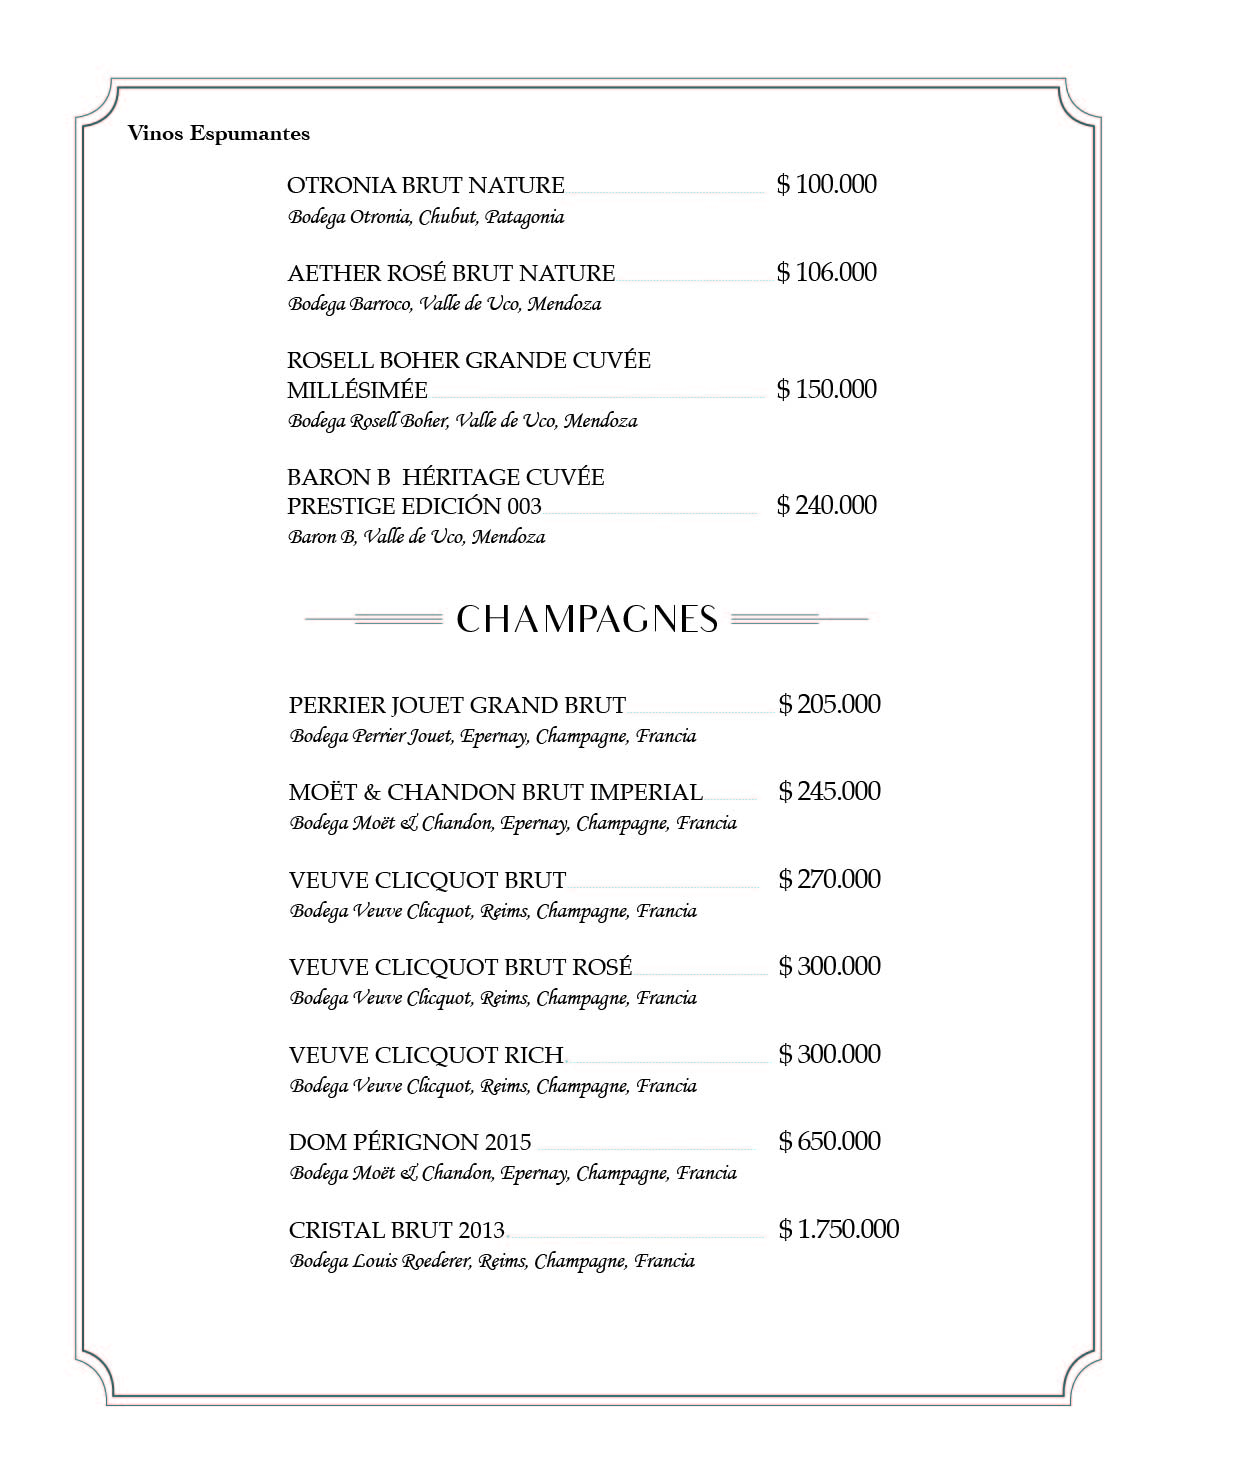 Vinos Espumantes
OTRONIA BRUT NATURE $ 100.000
Bodega Otronia, Chubut, Patagonia
AETHER ROSÉ BRUT NATURE $ 106.000
Bodega Barroco, Valle de Uco, Mendoza
ROSELL BOHER GRANDE CUVÉE
MILLÉSIMÉE $ 150.000
Bodega Rosell Boher, Valle de Uco, Mendoza
BARON B HÉRITAGE CUVÉE
PRESTIGE EDICIÓN 003 $ 240.000
Baron B, Valle de Uco, Mendoza
CHAMPAGNES
PERRIER JOUET GRAND BRUT $ 205.000
Bodega Perrier Jouet, Epernay, Champagne, Francia
MOËT & CHANDON BRUT IMPERIAL $ 245.000
Bodega Moët & Chandon, Epernay, Champagne, Francia
VEUVE CLICQUOT BRUT $ 270.000
Bodega Veuve Clicquot, Reims, Champagne, Francia
VEUVE CLICQUOT BRUT ROSÉ $ 300.000
Bodega Veuve Clicquot, Reims, Champagne, Francia
VEUVE CLICQUOT RICH $ 300.000
Bodega Veuve Clicquot, Reims, Champagne, Francia
DOM PÉRIGNON 2015 $ 650.000
Bodega Moët & Chandon, Epernay, Champagne, Francia
CRISTAL BRUT 2013 $ 1.750.000
Bodega Louis Roederer, Reims, Champagne, Francia